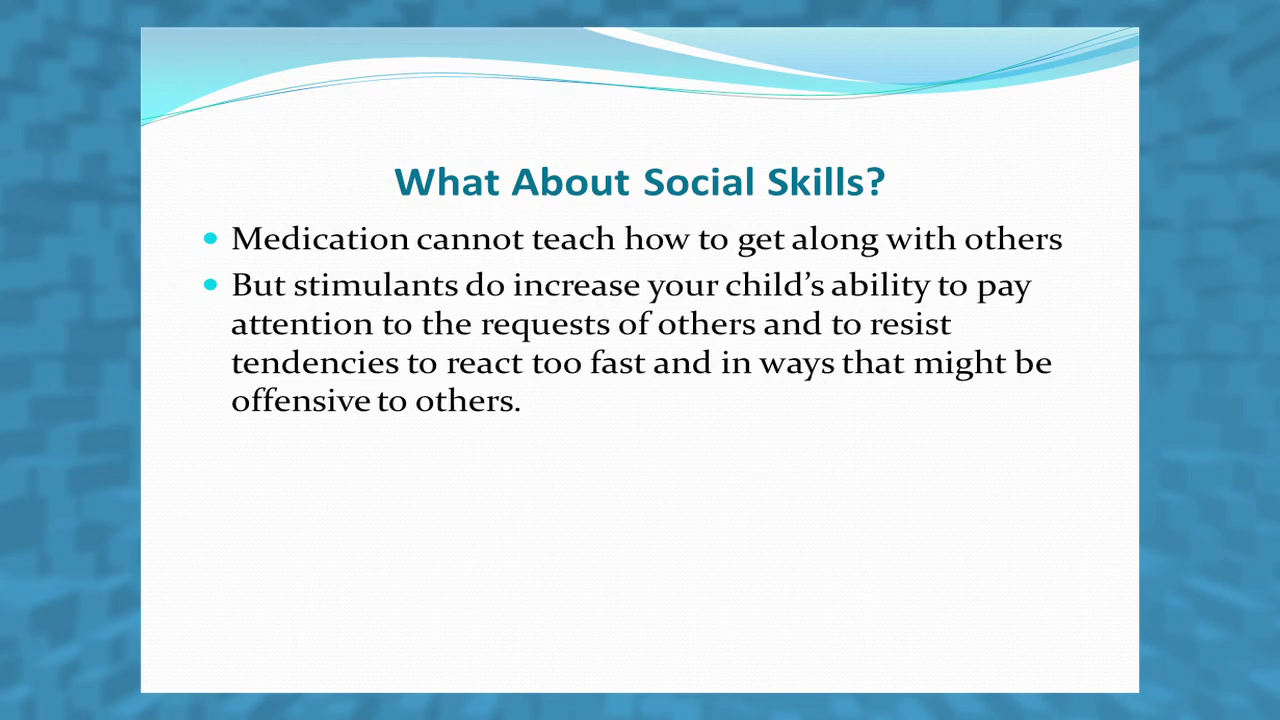 What About Social Skills?
• Medication cannot teach how to get along with others
• But stimulants do increase your child's ability to pay
attention to the requests of others and to resist
tendencies to react too fast and in ways that might be
offensive to others.